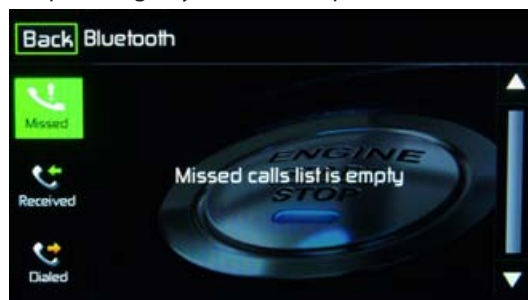 Back Bluetooth
Missed
Missed calls list is empty
ENGINE
STOP
Received
Dialed